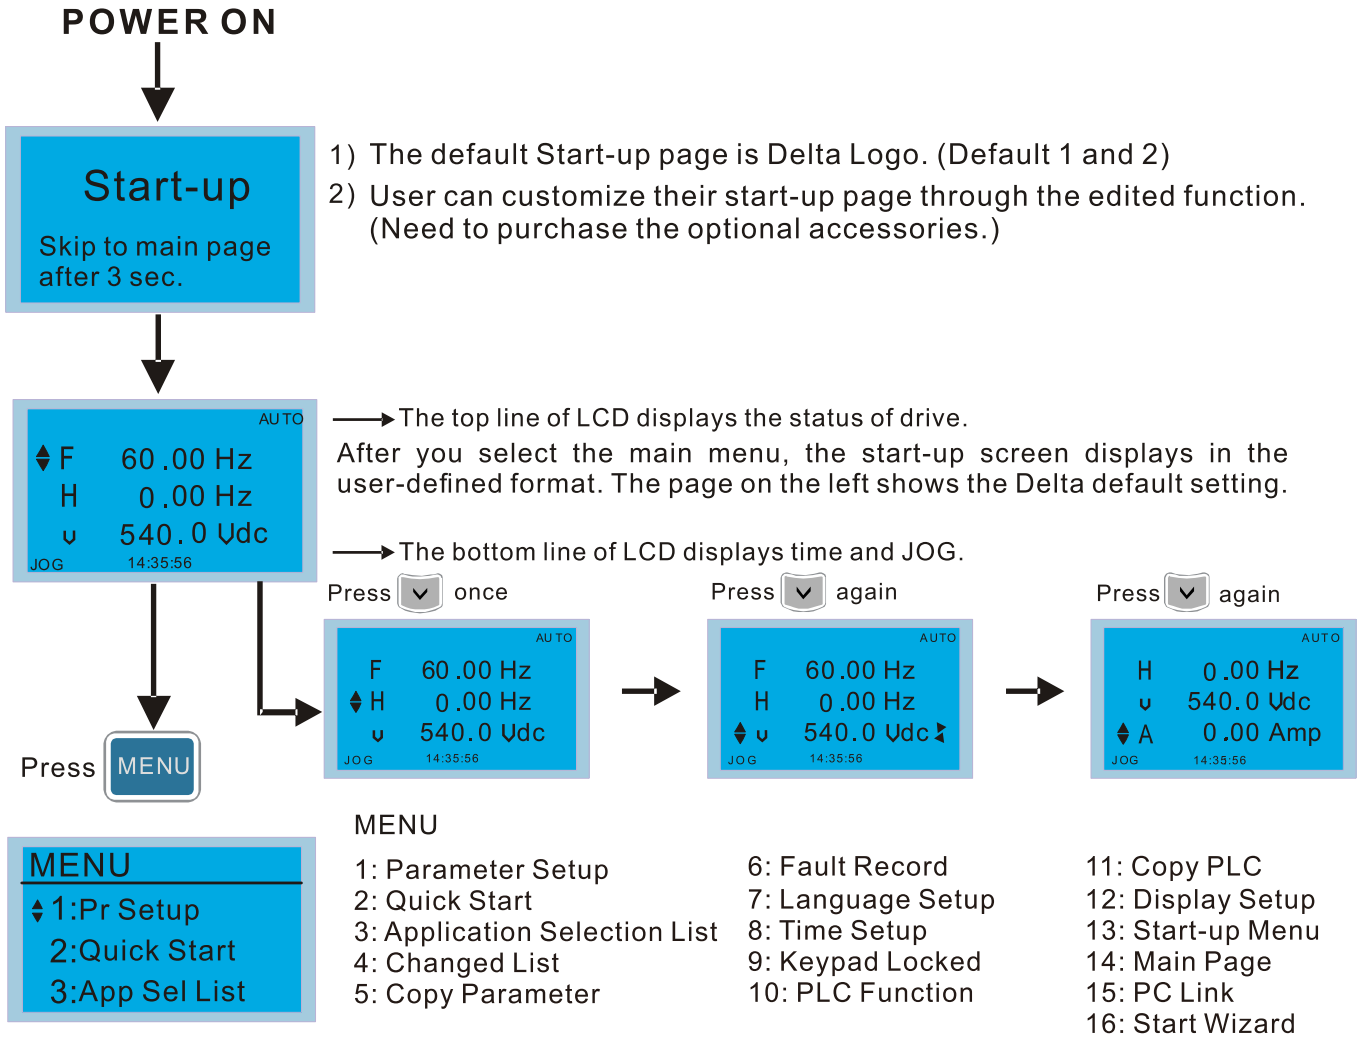 POWER ON
Start-up
Skip to main page
after 3 sec.
1) The default Start-up page is Delta Logo. (Default 1 and 2)
2) User can customize their start-up page through the edited function.
(Need to purchase the optional accessories.)
AUTO
F 60.00 Hz
H 0.00 Hz
v 540.0 Vdc
JOG 14:35:56
The top line of LCD displays the status of drive.
After you select the main menu, the start-up screen displays in the
user-defined format. The page on the left shows the Delta default setting.
The bottom line of LCD displays time and JOG.
Press once
AUTO
F 60.00 Hz
H 0.00 Hz
v 540.0 Vdc
JOG 14:35:56
Press again
AUTO
F 60.00 Hz
H 0.00 Hz
v 540.0 Vdc
JOG 14:35:56
Press again
AUTO
H 0.00 Hz
v 540.0 Vdc
A 0.00 Amp
JOG 14:35:56
Press MENU
MENU
1:Pr Setup
2:Quick Start
3:App Sel List
MENU
1: Parameter Setup
2: Quick Start
3: Application Selection List
4: Changed List
5: Copy Parameter
6: Fault Record
7: Language Setup
8: Time Setup
9: Keypad Locked
10: PLC Function
11: Copy PLC
12: Display Setup
13: Start-up Menu
14: Main Page
15: PC Link
16: Start Wizard